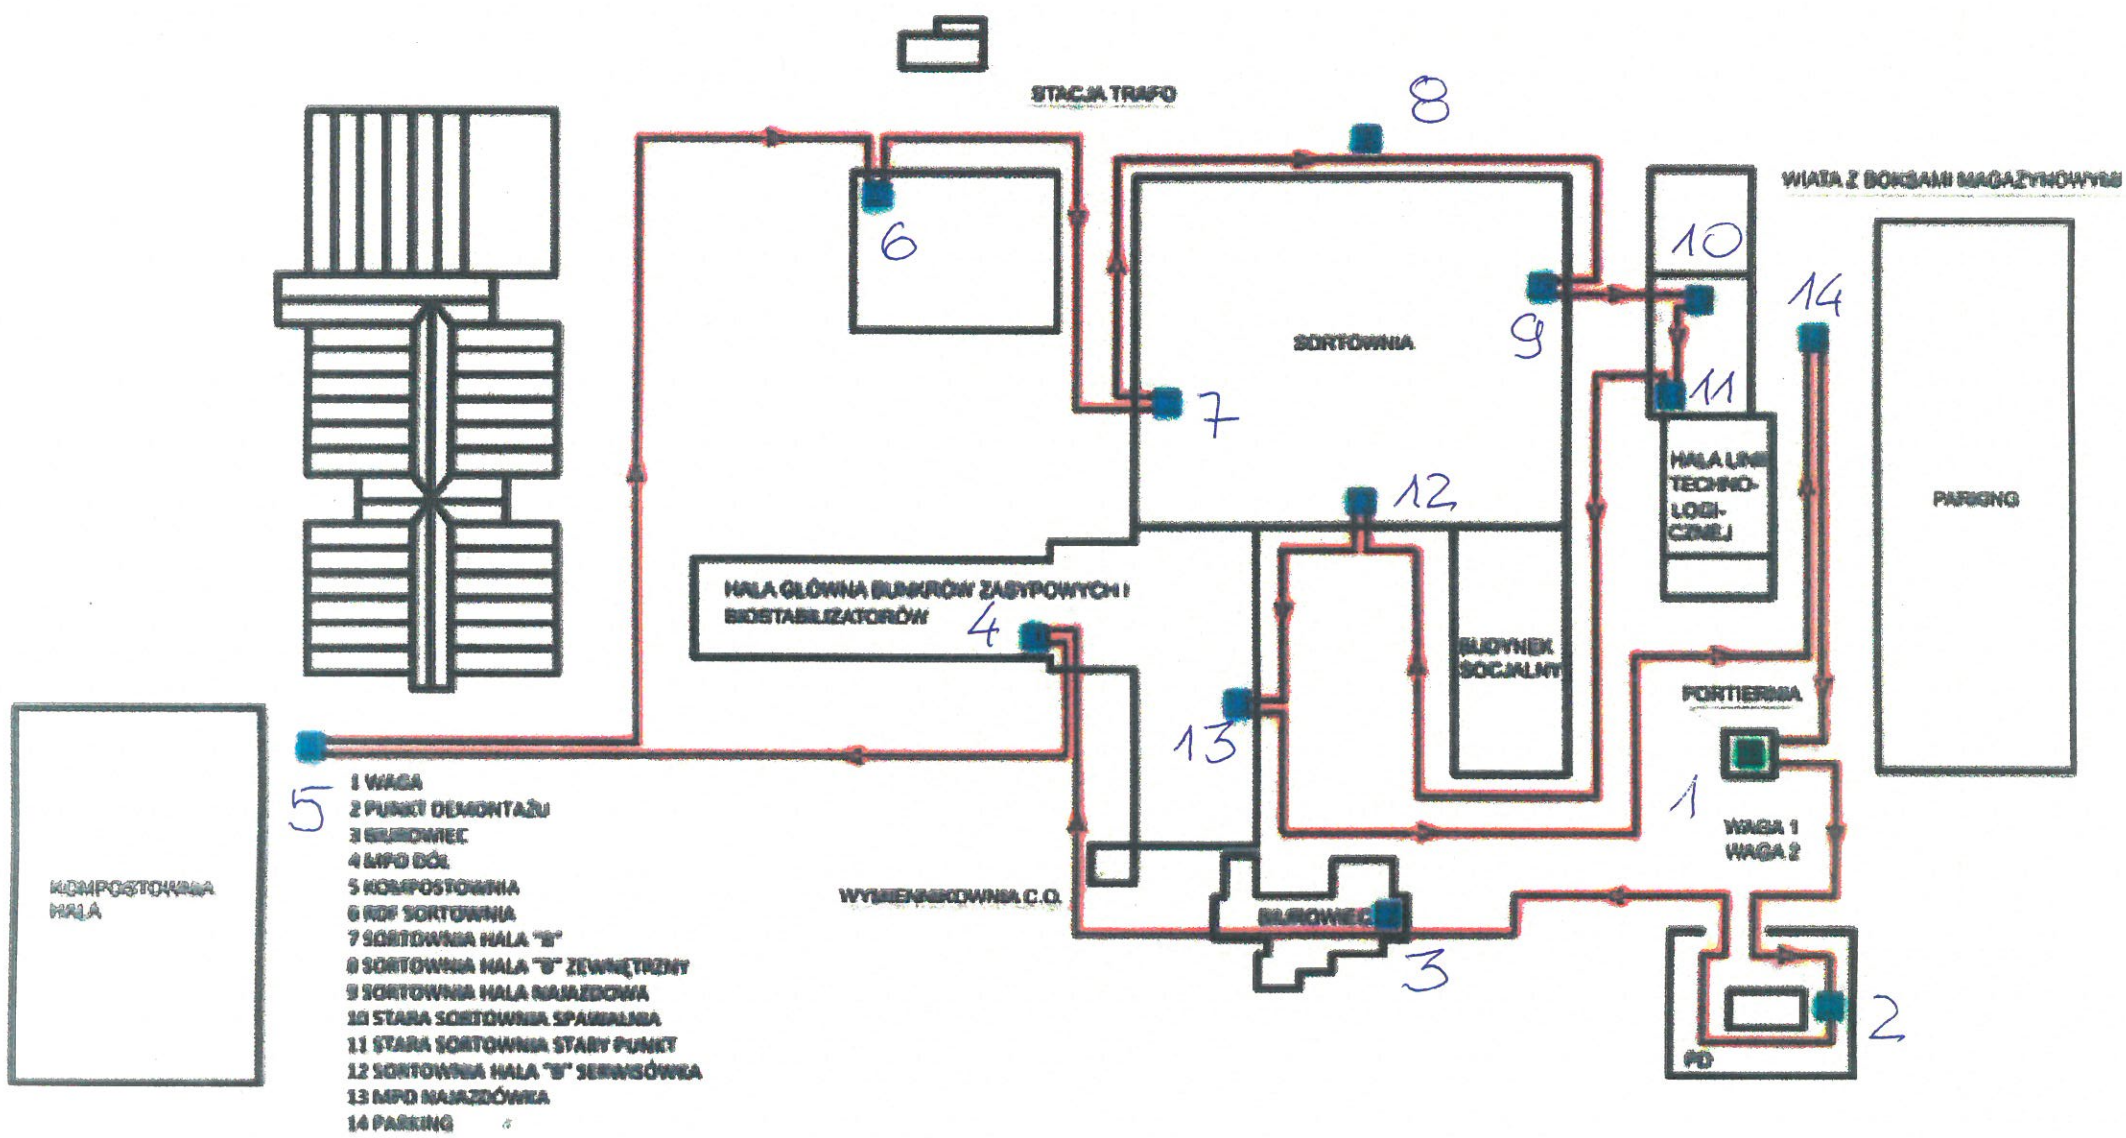 STACJA TRAFO
8
WIATA Z BOKSAMI MAGAZYNOWYMI
6
10
14
9
SORTOWNIA
7
11
12
HALA LINII
TECHNO-
LOGI-
CZNEJ
PARKING
HALA GŁÓWNA BUNKRÓW ZASYPOWYCH I
BIOSTABILIZATORÓW
4
BUDYNEK
SOCJALNY
PORTIERNIA
13
1
5
WAGA 1
WAGA 2
1 WAGA
2 PUNKT DEMONTAŻU
3 BIUROWIEC
4 MPD DÓŁ
5 KOMPOSTOWNIA
6 RDF SORTOWNIA
7 SORTOWNIA HALA "B"
8 SORTOWNIA HALA "B" ZEWNĘTRZNY
9 SORTOWNIA HALA NAJAZDOWA
10 STARA SORTOWNIA SPAWALNIA
11 STARA SORTOWNIA STARY PUNKT
12 SORTOWNIA HALA "B" SERWISÓWKA
13 MPD NAJAZDÓWKA
14 PARKING
KOMPOSTOWNIA
HALA
WYMIENNIKOWNIA C.O.
BIUROWIEC
3
2
PD